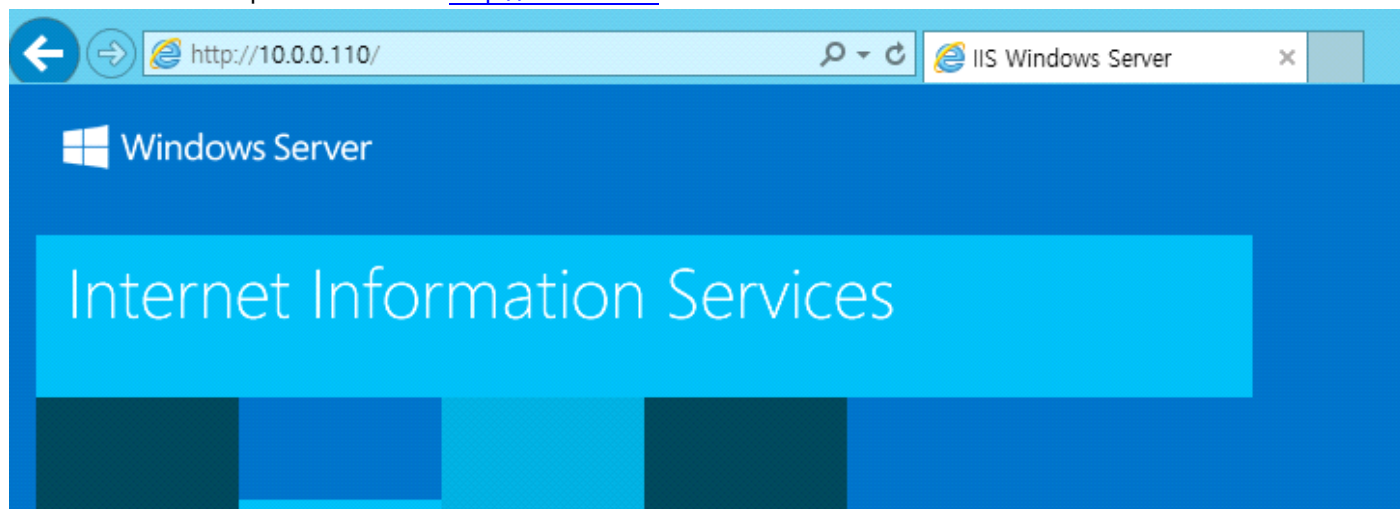 http://10.0.0.110/
IIS Windows Server
Windows Server
Internet Information Services